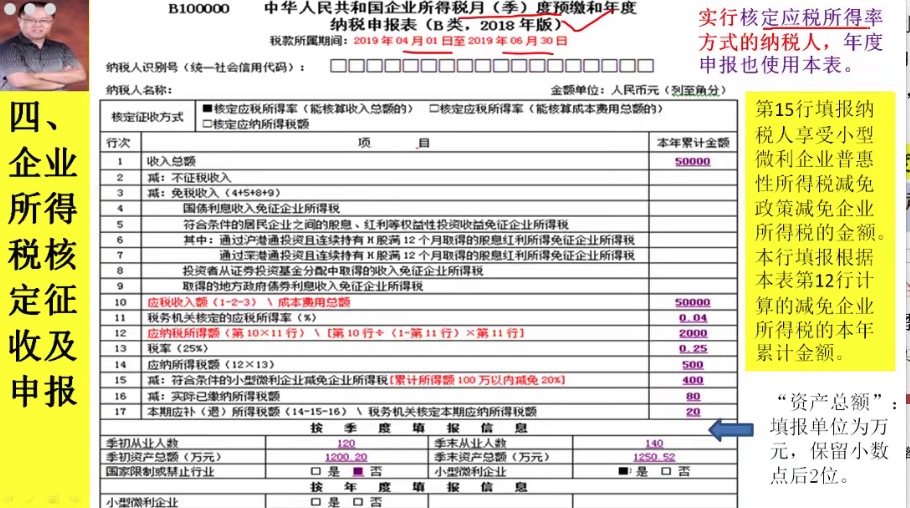 四、
企业
所得
税核
定征
收及
申报
B100000 中华人民共和国企业所得税月（季）度预缴和年度
纳税申报表（B类，2018年版）
税款所属期间：2019年04月01日至2019年06月30日
纳税人识别号（统一社会信用代码）：□□□□□□□□□□□□□□□□□□
纳税人名称： 金额单位：人民币元（列至角分）
核定征收方式 ■核定应税所得率（能核算收入总额的） □核定应税所得率（能核算成本费用总额的）
□核定应纳所得税额
行次 项 目 本年累计金额
1 收入总额 50000
2 减：不征税收入
3 减：免税收入（4+5+8+9）
4 国债利息收入免征企业所得税
5 符合条件的居民企业之间的股息、红利等权益性投资收益免征企业所得税
6 其中：通过沪港通投资且连续持有H股满12个月取得的股息红利所得免征企业所得税
7 通过深港通投资且连续持有H股满12个月取得的股息红利所得免征企业所得税
8 投资者从证券投资基金分配中取得的收入免征企业所得税
9 取得的地方政府债券利息收入免征企业所得税
10 应税收入额（1-2-3）\ 成本费用总额 50000
11 税务机关核定的应税所得率（%） 0.04
12 应纳税所得额（第10×11行）\ [第10行÷（1-第11行）×第11行] 2000
13 税率（25%） 0.25
14 应纳所得税额（12×13） 500
15 减：符合条件的小型微利企业减免企业所得税[累计所得额100万以内减免20%] 400
16 减：实际已缴纳所得税额 80
17 本期应补（退）所得税额（14-15-16）\ 税务机关核定本期应纳所得税额 20
按 季 度 填 报 信 息
季初从业人数 120 季末从业人数 140
季初资产总额（万元） 1200.20 季末资产总额（万元） 1250.52
国家限制或禁止行业 □是 ■否 小型微利企业 ■是 □否
按 年 度 填 报 信 息
小型微利企业 □是 □否
实行核定应税所得率
方式的纳税人，年度
申报也使用本表。
第15行填报纳
税人享受小型
微利企业普惠
性所得税减免
政策减免企业
所得税的金额。
本行填报根据
本表第12行计
算的减免企业
所得税的本年
累计金额。
“资产总额”：
填报单位为万
元，保留小数
点后2位。